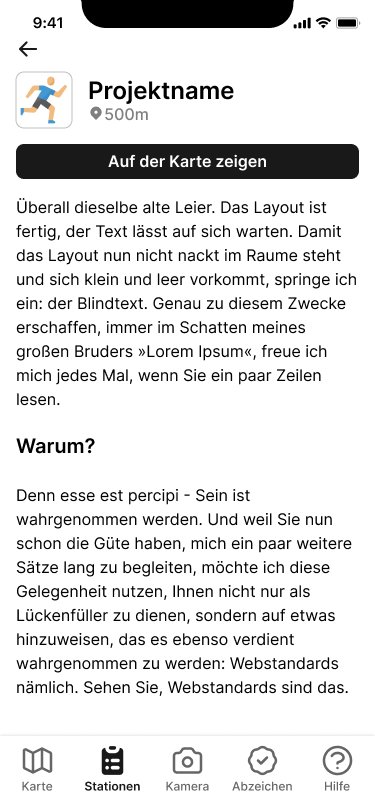 9:41
Projektname
500m
Auf der Karte zeigen
Überall dieselbe alte Leier. Das Layout ist
fertig, der Text lässt auf sich warten. Damit
das Layout nun nicht nackt im Raume steht
und sich klein und leer vorkommt, springe ich
ein: der Blindtext. Genau zu diesem Zwecke
erschaffen, immer im Schatten meines
großen Bruders »Lorem Ipsum«, freue ich
mich jedes Mal, wenn Sie ein paar Zeilen
lesen.
Warum?
Denn esse est percipi - Sein ist
wahrgenommen werden. Und weil Sie nun
schon die Güte haben, mich ein paar weitere
Sätze lang zu begleiten, möchte ich diese
Gelegenheit nutzen, Ihnen nicht nur als
Lückenfüller zu dienen, sondern auf etwas
hinzuweisen, das es ebenso verdient
wahrgenommen zu werden: Webstandards
nämlich. Sehen Sie, Webstandards sind das.
Karte
Stationen
Kamera
Abzeichen
Hilfe